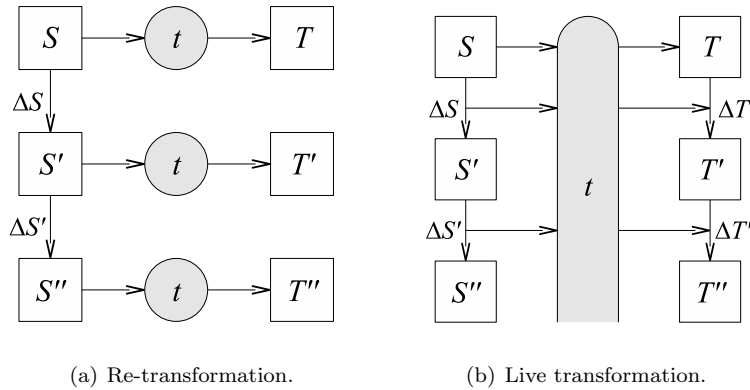 S t T S t T
ΔS ΔS ΔT
S' t T' S' t T'
ΔS' ΔS' ΔT'
S'' t T'' S'' T''
(a) Re-transformation. (b) Live transformation.